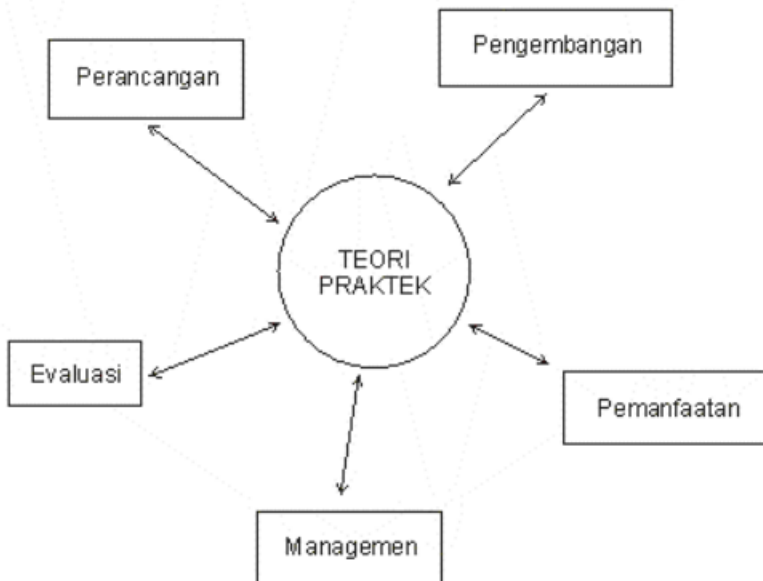 Perancangan
Pengembangan
TEORI
PRAKTEK
Evaluasi
Pemanfaatan
Managemen